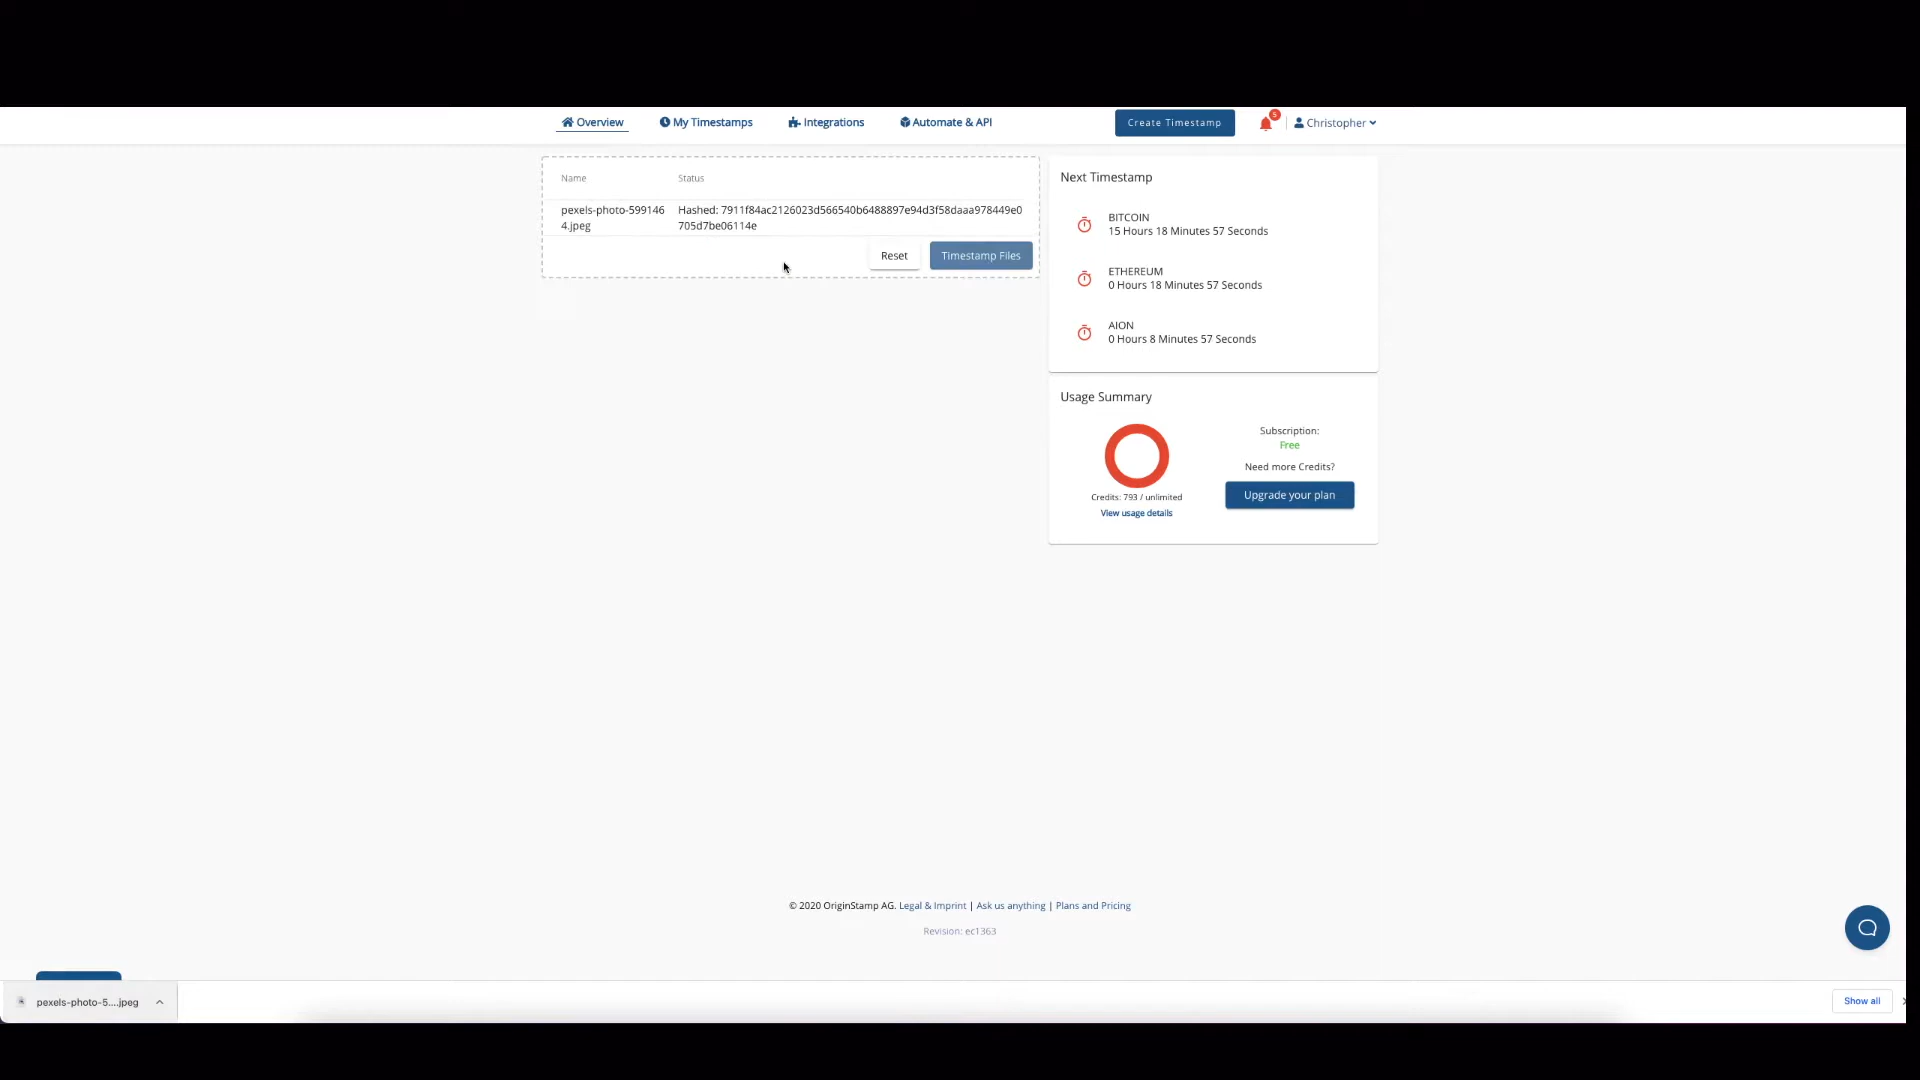 Overview
My Timestamps
Integrations
Automate & API
Create Timestamp
5
Christopher
Name
Status
pexels-photo-599146
4.jpeg
Hashed: 7911f84ac2126023d566540b6488897e94d3f58daaa978449e0
705d7be06114e
Reset
Timestamp Files
Next Timestamp
BITCOIN
15 Hours 18 Minutes 57 Seconds
ETHEREUM
0 Hours 18 Minutes 57 Seconds
AION
0 Hours 8 Minutes 57 Seconds
Usage Summary
Credits: 793 / unlimited
View usage details
Subscription:
Free
Need more Credits?
Upgrade your plan
© 2020 OriginStamp AG. Legal & Imprint | Ask us anything | Plans and Pricing
Revision: ec1363
pexels-photo-5....jpeg
Show all